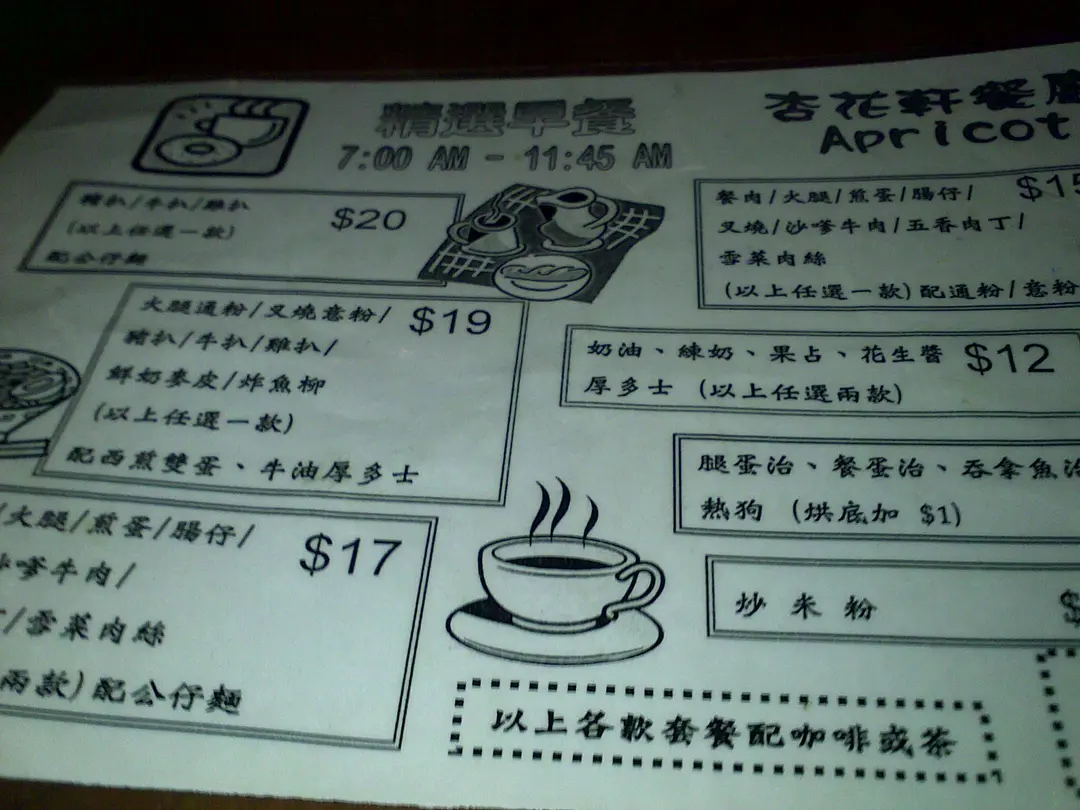 精選早餐
7:00 AM - 11:45 AM
杏花軒餐廳
Apricot
豬扒/牛扒/雞扒 $20
(以上任選一款)
配公仔麵
火腿通粉/叉燒意粉/ $19
豬扒/牛扒/雞扒/
鮮奶麥皮/炸魚柳
(以上任選一款)
配西煎雙蛋、牛油厚多士
/火腿/煎蛋/腸仔/ $17
沙嗲牛肉/
/雪菜肉絲
兩款)配公仔麵
餐肉/火腿/煎蛋/腸仔/ $15
叉燒/沙嗲牛肉/五香肉丁/
雪菜肉絲
(以上任選一款)配通粉/意粉
奶油、練奶、果占、花生醬 $12
厚多士 (以上任選兩款)
腿蛋治、餐蛋治、吞拿魚治
熱狗 (烘底加 $1)
炒米粉 $
以上各款套餐配咖啡或茶